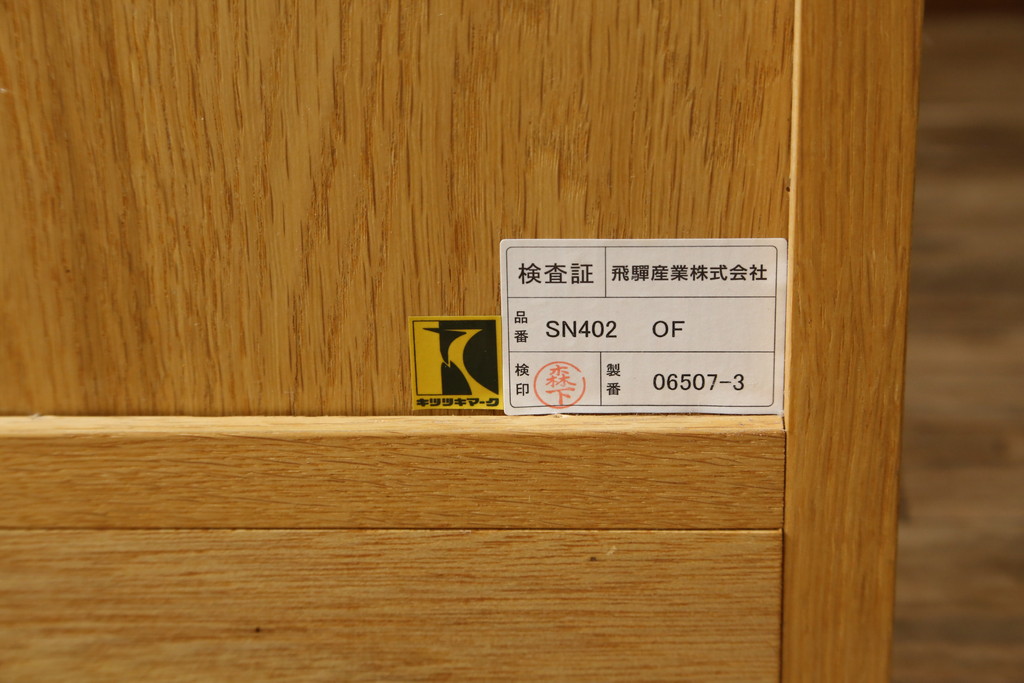 検査証 飛騨産業株式会社
品番 SN402 OF
検印 森下 製番 06507-3
キツツキマーク